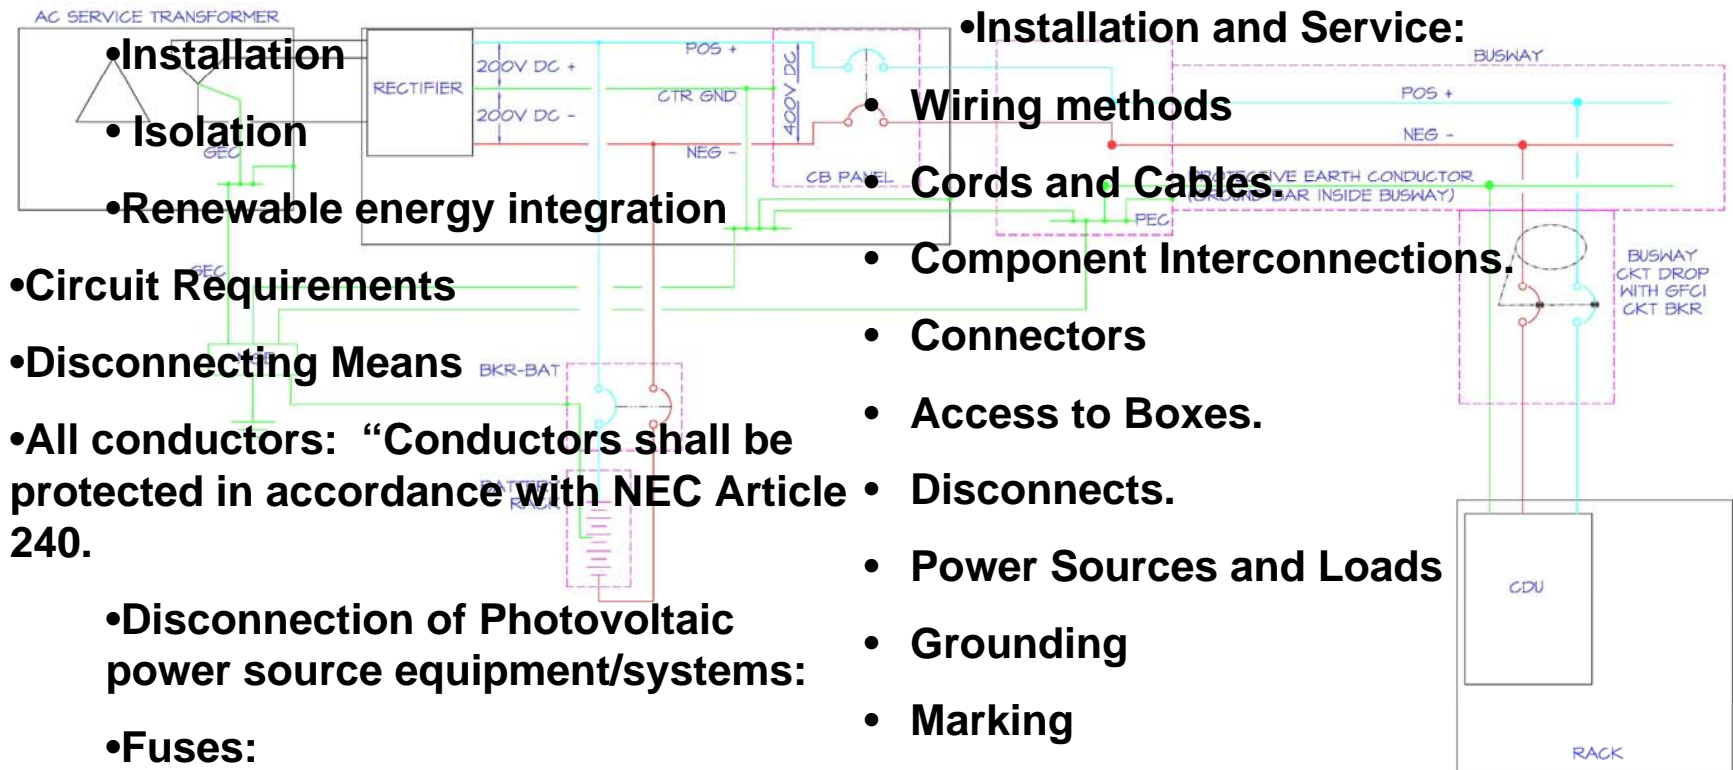 AC SERVICE TRANSFORMER
•Installation
• Isolation
•Renewable energy integration
•Circuit Requirements
•Disconnecting Means
•All conductors: “Conductors shall be
protected in accordance with NEC Article
240.
•Disconnection of Photovoltaic
power source equipment/systems:
•Fuses:
•Installation and Service:
• Wiring methods
• Cords and Cables.
• Component Interconnections.
• Connectors
• Access to Boxes.
• Disconnects.
• Power Sources and Loads
• Grounding
• Marking
RECTIFIER
200V DC +
200V DC -
POS +
CTR GND
NEG -
400V DC
CB PANEL
GEC
GEC
BKR-BAT
BATTERY
RACK
BUSWAY
POS +
NEG -
PROTECTIVE EARTH CONDUCTOR
(GROUND BAR INSIDE BUSWAY)
PEC
BUSWAY
CKT DROP
WITH GFCI
CKT BKR
CDU
RACK